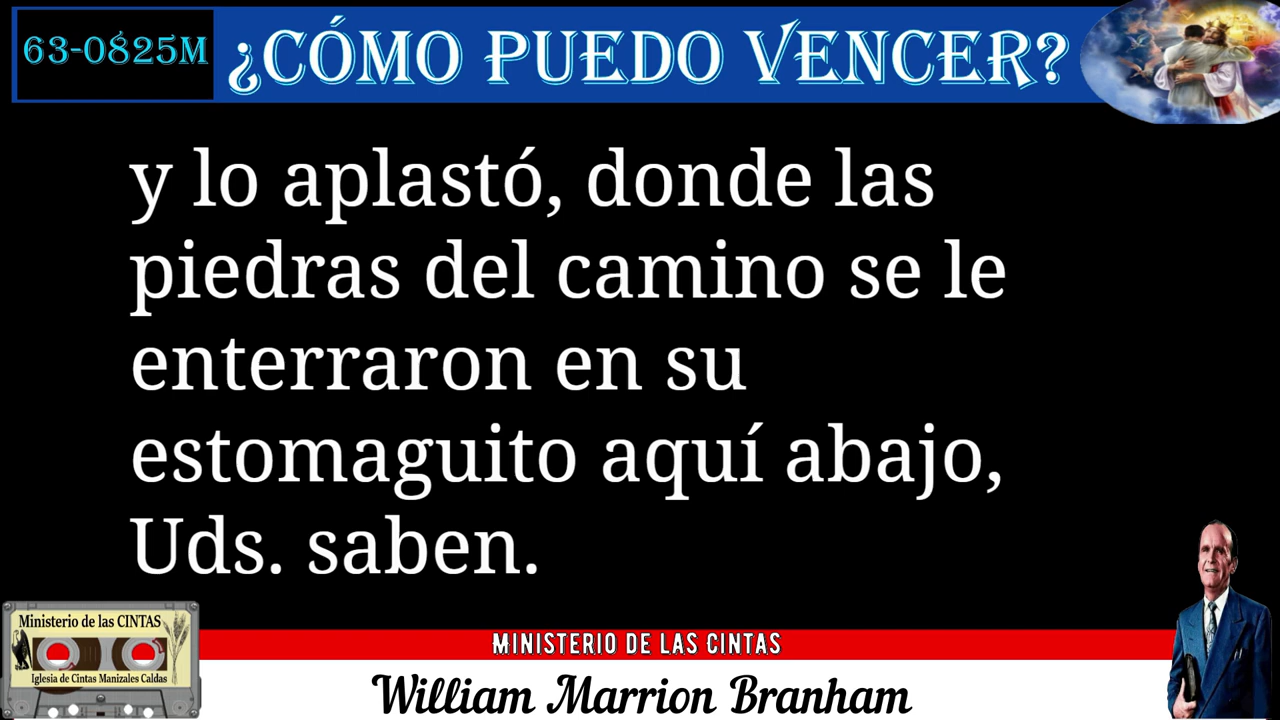 63-0825M
¿CÓMO PUEDO VENCER?
y lo aplastó, donde las
piedras del camino se le
enterraron en su
estomaguito aquí abajo,
Uds. saben.
Ministerio de las CINTAS
Iglesia de Cintas Manizales Caldas
MINISTERIO DE LAS CINTAS
William Marrion Branham